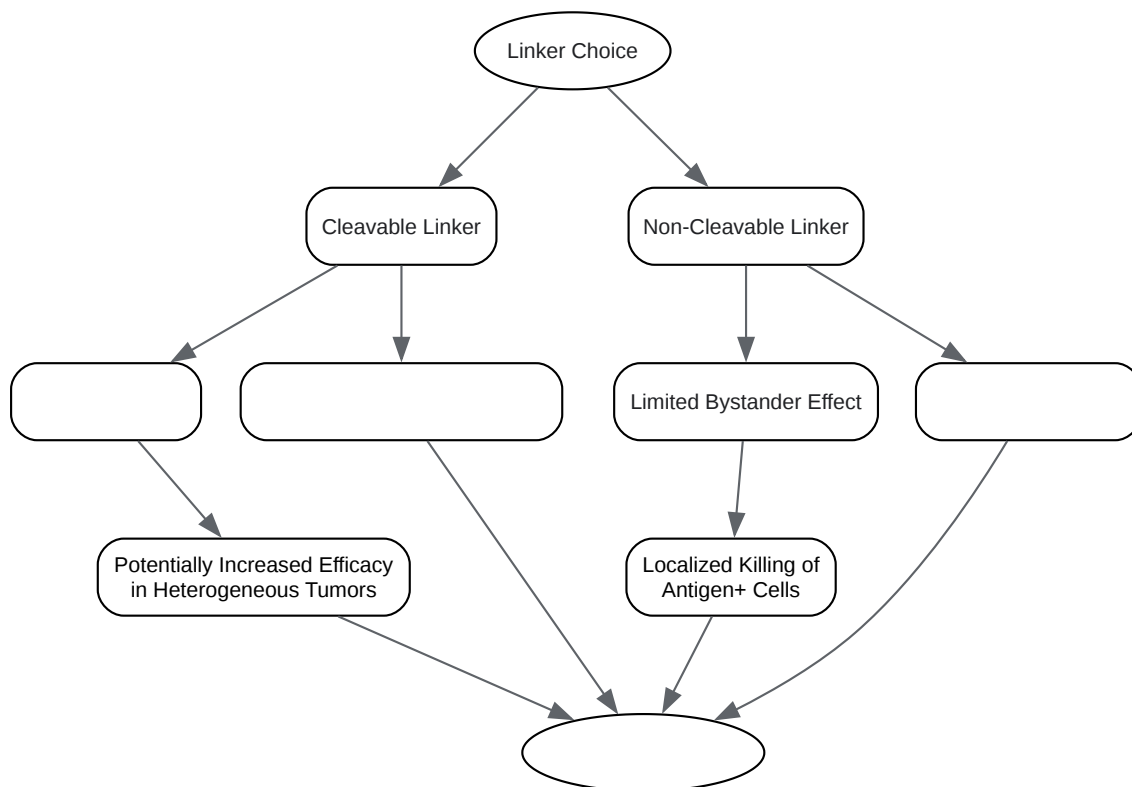 Linker Choice
Cleavable Linker
Non-Cleavable Linker
Limited Bystander Effect
Potentially Increased Efficacy
in Heterogeneous Tumors
Localized Killing of
Antigen+ Cells